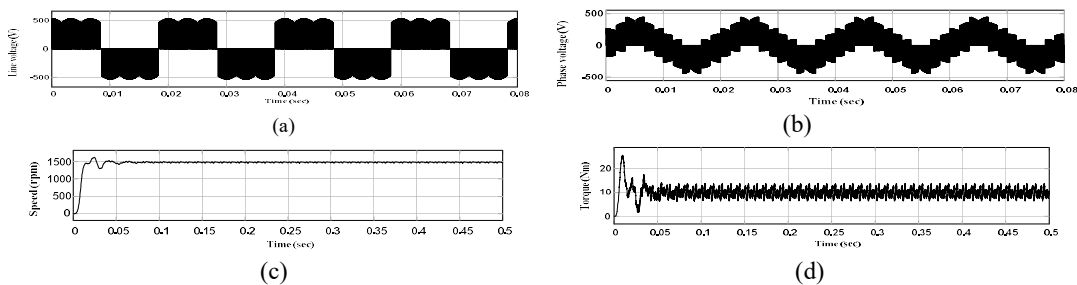 Line voltage(V)
500
0
-500
0 0.01 0.02 0.03 0.04 0.05 0.06 0.07 0.08
Time (sec)
(a)
Phase voltage(V)
500
0
-500
0.0 0.01 0.02 0.03 0.04 0.05 0.06 0.07 0.08
Time (sec)
(b)
Speed (rpm)
1500
1000
500
0
0 0.05 0.1 0.15 0.2 0.25 0.3 0.35 0.4 0.45 0.5
Time (sec)
(c)
Torque(Nm)
20
10
0
0 0.05 0.1 0.15 0.2 0.25 0.3 0.35 0.4 0.45 0.5
Time (sec)
(d)